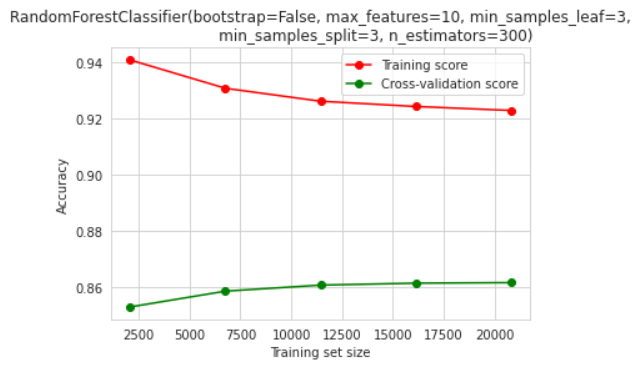 RandomForestClassifier(bootstrap=False, max_features=10, min_samples_leaf=3,
min_samples_split=3, n_estimators=300)
Training score
Cross-validation score
0.94
0.92
0.90
0.88
0.86
Accuracy
2500 5000 7500 10000 12500 15000 17500 20000
Training set size